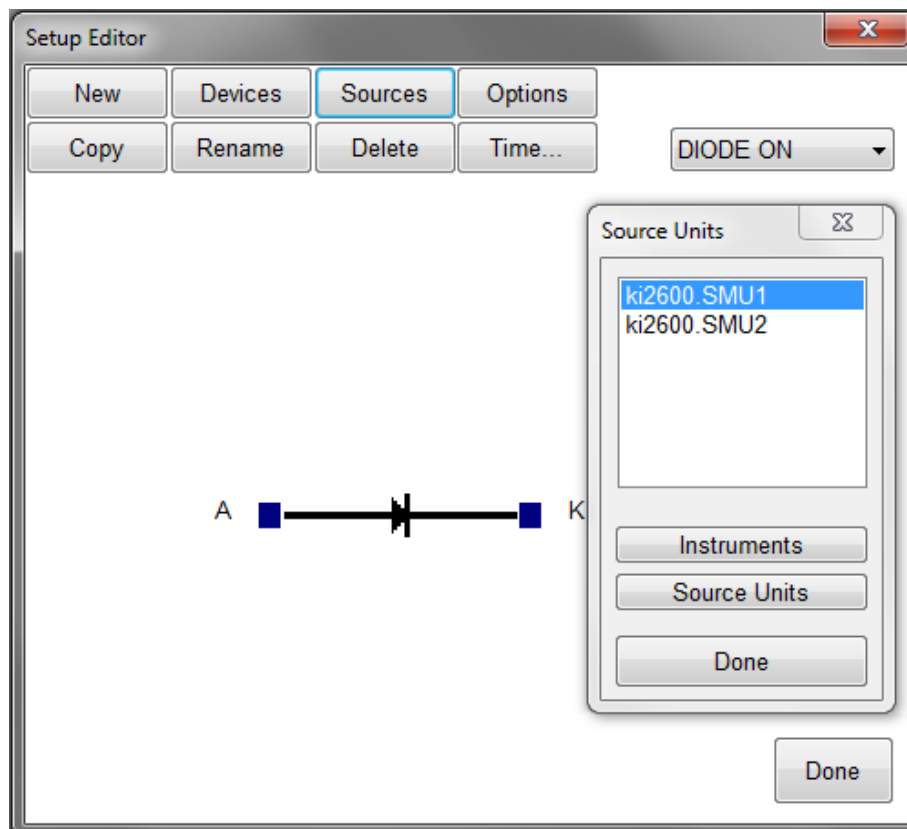 Setup Editor
New Devices Sources Options
Copy Rename Delete Time... DIODE ON
Source Units
ki2600.SMU1
ki2600.SMU2
A K
Instruments
Source Units
Done
Done